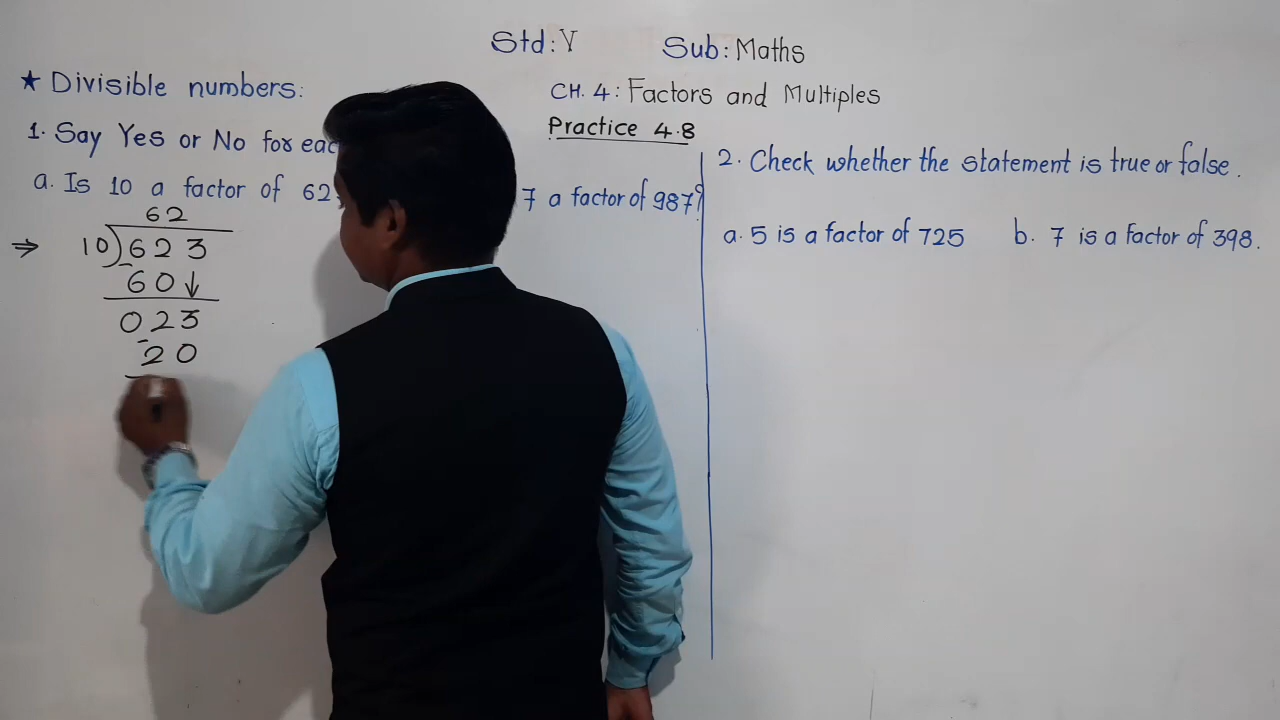 Std: V Sub: Maths
CH. 4: Factors and Multiples
Practice 4.8
★ Divisible numbers:
1. Say Yes or No for
a. Is 10 a factor of 62
7 a factor of 987?
62
⇒ 10)623
-60↓
023
-20
2. Check whether the statement is true or false.
a. 5 is a factor of 725 b. 7 is a factor of 398.